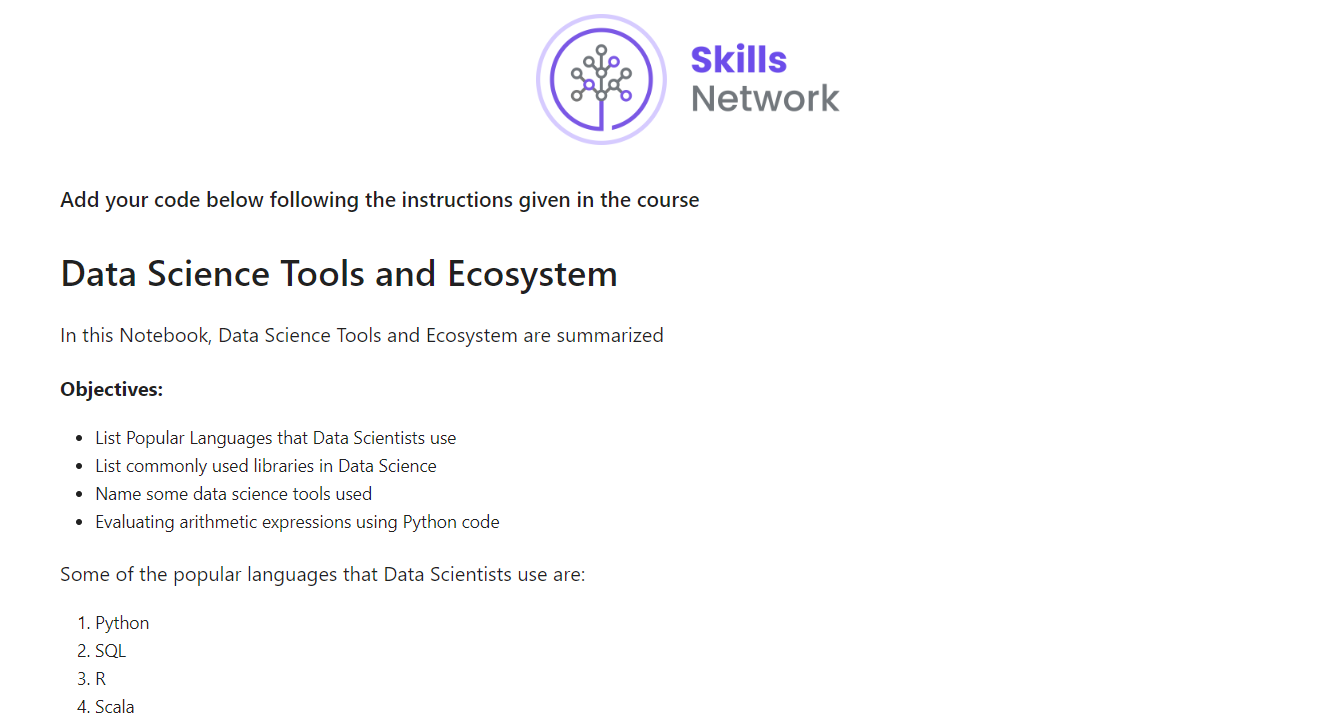 Skills
Network
Add your code below following the instructions given in the course
Data Science Tools and Ecosystem
In this Notebook, Data Science Tools and Ecosystem are summarized
Objectives:
• List Popular Languages that Data Scientists use
• List commonly used libraries in Data Science
• Name some data science tools used
• Evaluating arithmetic expressions using Python code
Some of the popular languages that Data Scientists use are:
1. Python
2. SQL
3. R
4. Scala